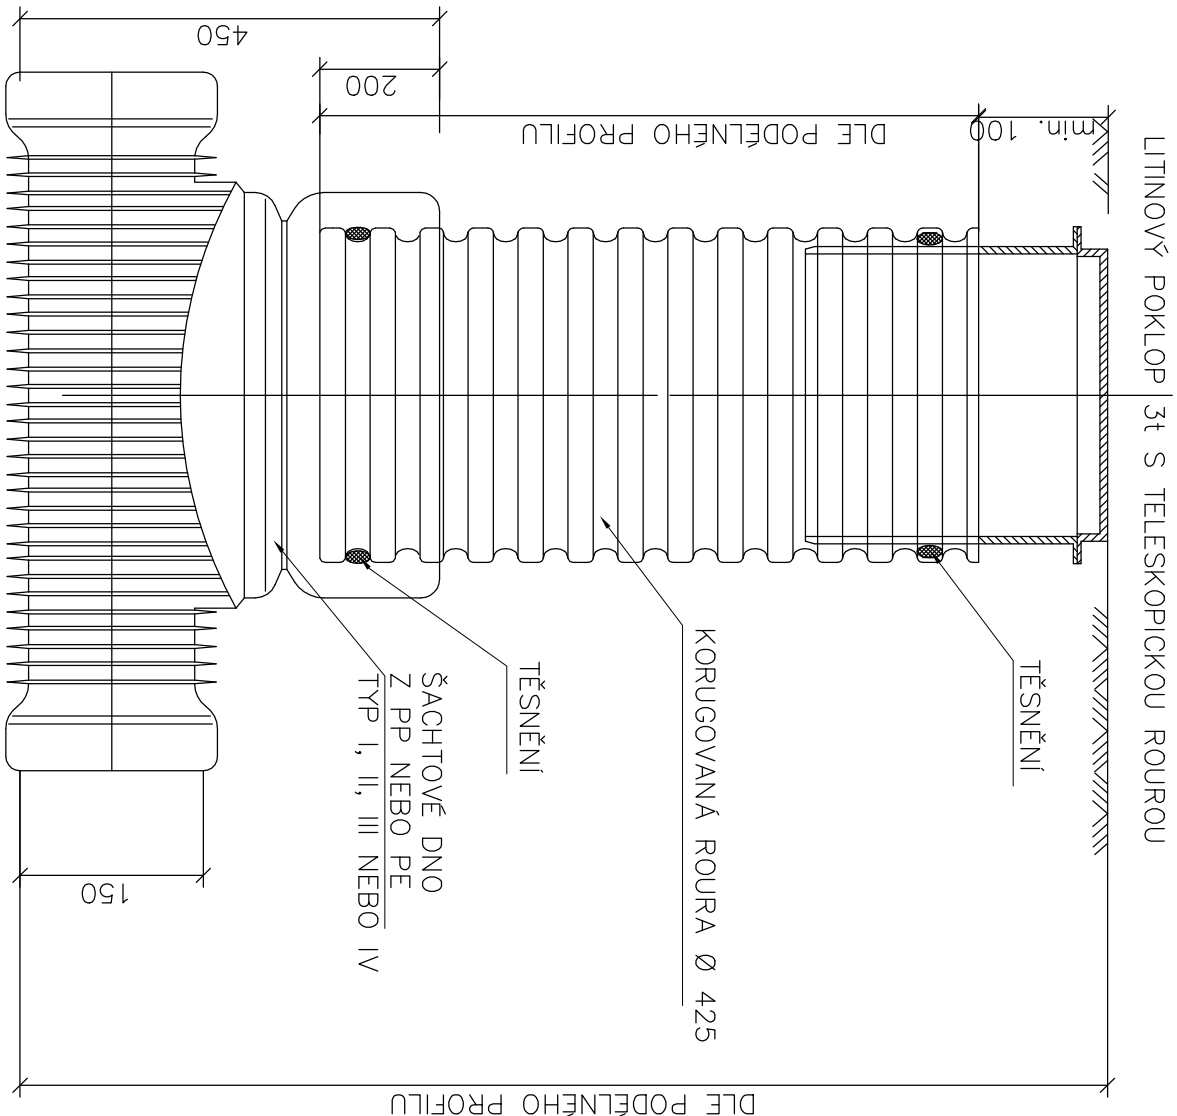 LITINOVÝ POKLOP 3t S TELESKOPICKOU ROUROU
min. 100
DLE PODÉLNÉHO PROFILU
200
450
TĚSNĚNÍ
KORUGOVANÁ ROURA Ø 425
TĚSNĚNÍ
ŠACHTOVÉ DNO
Z PP NEBO PE
TYP I, II, III NEBO IV
150
DLE PODÉLNÉHO PROFILU